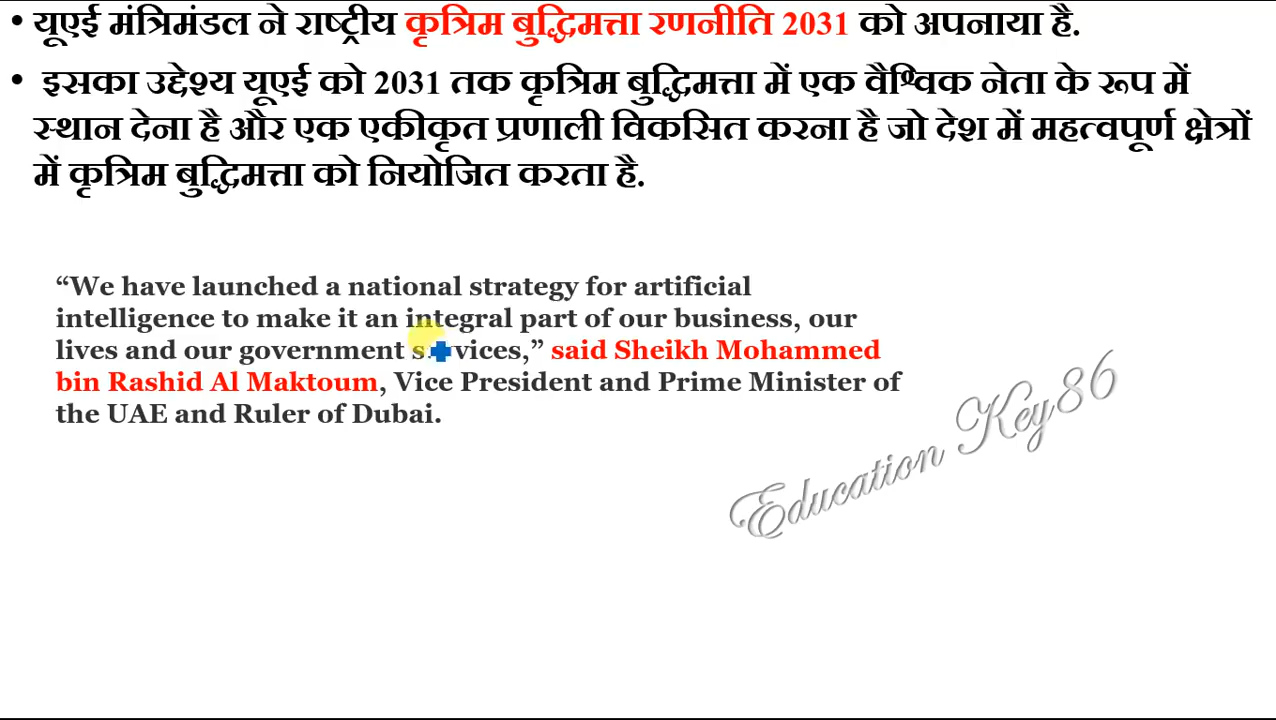 • यूएई मंत्रिमंडल ने राष्ट्रीय कृत्रिम बुद्धिमत्ता रणनीति 2031 को अपनाया है.
• इसका उद्देश्य यूएई को 2031 तक कृत्रिम बुद्धिमत्ता में एक वैश्विक नेता के रूप में
स्थान देना है और एक एकीकृत प्रणाली विकसित करना है जो देश में महत्वपूर्ण क्षेत्रों
में कृत्रिम बुद्धिमत्ता को नियोजित करता है.
“We have launched a national strategy for artificial
intelligence to make it an integral part of our business, our
lives and our government services,” said Sheikh Mohammed
bin Rashid Al Maktoum, Vice President and Prime Minister of
the UAE and Ruler of Dubai.
Education Key86